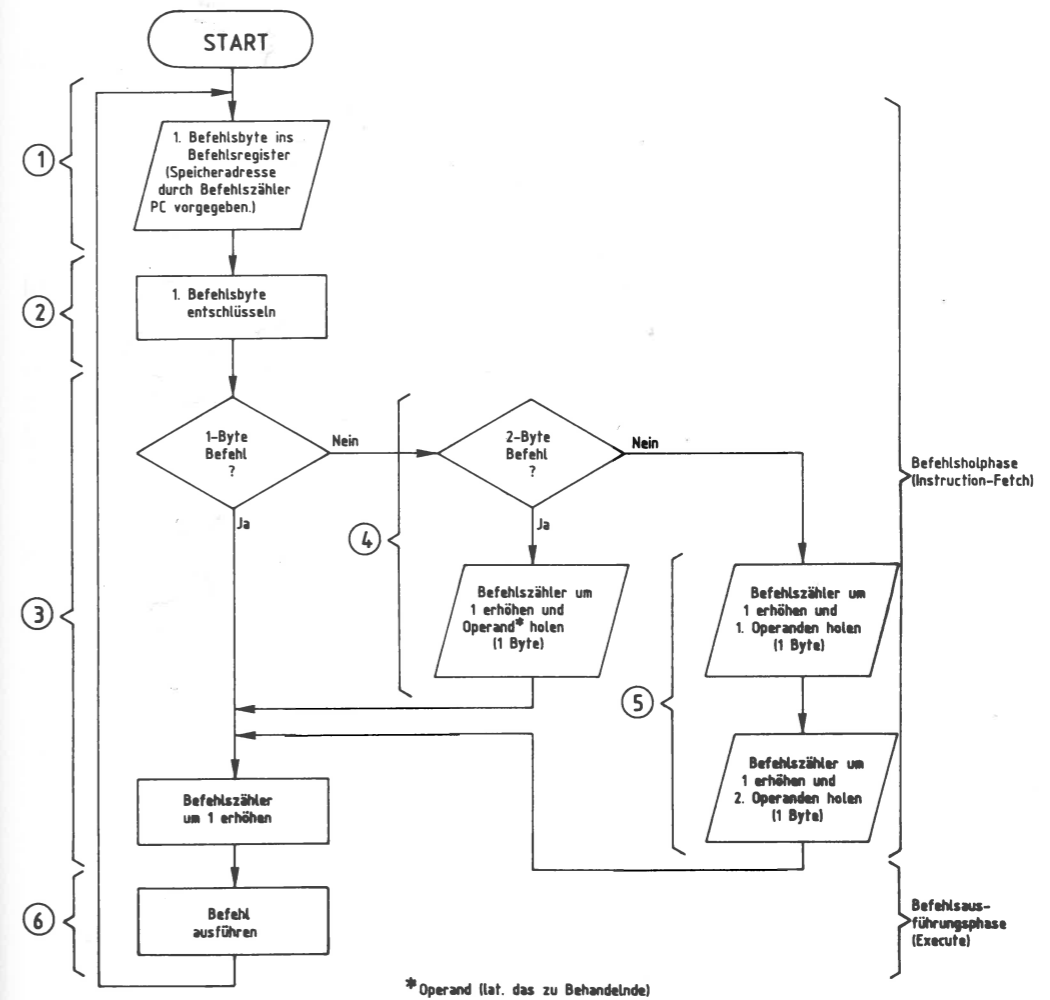 START
1
1. Befehlsbyte ins
Befehlsregister
(Speicheradresse
durch Befehlszähler
PC vorgegeben.)
2
1. Befehlsbyte
entschlüsseln
3
1-Byte
Befehl
?
Nein
Ja
4
2-Byte
Befehl
?
Nein
Ja
Befehlszähler um
1 erhöhen und
Operand* holen
(1 Byte)
5
Befehlszähler um
1 erhöhen und
1. Operanden holen
(1 Byte)
Befehlszähler um
1 erhöhen und
2. Operanden holen
(1 Byte)
Befehlsholphase
(Instruction-Fetch)
Befehlszähler
um 1 erhöhen
6
Befehl
ausführen
Befehlsaus-
führungsphase
(Execute)
*Operand (lat. das zu Behandelnde)